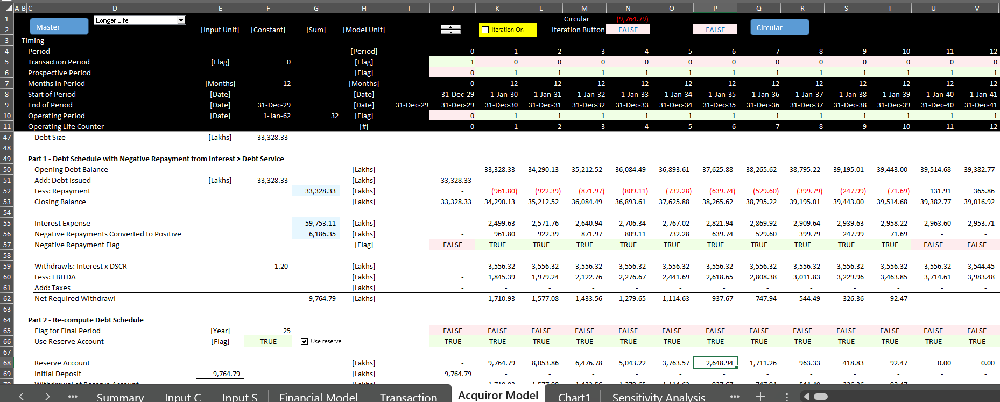 A B C D E F G H I J K L M N O P Q R S T U V
1 Longer Life Circular (9,764.79)
2 Master [Input Unit] [Constant] [Sum] [Model Unit] Iteration On Iteration Button FALSE FALSE Circular
3 Timing
4 Period [Period] 0 1 2 3 4 5 6 7 8 9 10 11 12
5 Transaction Period [Flag] 0 [Flag] 1 0 0 0 0 0 0 0 0 0 0 0 0
6 Prospective Period [Flag] 0 1 1 1 1 1 1 1 1 1 1 1 1
7 Months in Period [Months] 12 [Months] 0 12 12 12 12 12 12 12 12 12 12 12 12
8 Start of Period [Date] [Date] 31-Dec-29 1-Jan-30 1-Jan-31 1-Jan-32 1-Jan-33 1-Jan-34 1-Jan-35 1-Jan-36 1-Jan-37 1-Jan-38 1-Jan-39 1-Jan-40 1-Jan-41
9 End of Period [Date] 31-Dec-29 [Date] 31-Dec-29 31-Dec-29 31-Dec-30 31-Dec-31 31-Dec-32 31-Dec-33 31-Dec-34 31-Dec-35 31-Dec-36 31-Dec-37 31-Dec-38 31-Dec-39 31-Dec-40 31-Dec-41
10 Operating Period [Date] 1-Jan-62 32 [Flag] 0 1 1 1 1 1 1 1 1 1 1 1 1
11 Operating Life Counter [#] 0 1 2 3 4 5 6 7 8 9 10 11 12
47 Debt Size [Lakhs] 33,328.33
48
49 Part 1 - Debt Schedule with Negative Repayment from Interest > Debt Service
50 Opening Debt Balance [Lakhs] - 33,328.33 34,290.13 35,212.52 36,084.49 36,893.61 37,625.88 38,265.62 38,795.22 39,195.01 39,443.00 39,514.68 39,382.77
51 Add: Debt Issued [Lakhs] 33,328.33 [Lakhs] 33,328.33 - - - - - - - - - - - -
52 Less: Repayment 33,328.33 [Lakhs] - (961.80) (922.39) (871.97) (809.11) (732.28) (639.74) (529.60) (399.79) (247.99) (71.69) 131.91 365.86
53 Closing Balance [Lakhs] 33,328.33 34,290.13 35,212.52 36,084.49 36,893.61 37,625.88 38,265.62 38,795.22 39,195.01 39,443.00 39,514.68 39,382.77 39,016.92
54
55 Interest Expense 59,753.11 [Lakhs] - 2,499.63 2,571.76 2,640.94 2,706.34 2,767.02 2,821.94 2,869.92 2,909.64 2,939.63 2,958.22 2,963.60 2,953.71
56 Negative Repayments Converted to Positive 6,186.35 [Lakhs] - 961.80 922.39 871.97 809.11 732.28 639.74 529.60 399.79 247.99 71.69 - -
57 Negative Repayment Flag [Flag] FALSE TRUE TRUE TRUE TRUE TRUE TRUE TRUE TRUE TRUE TRUE FALSE FALSE
58
59 Withdrawls: Interest x DSCR 1.20 [Lakhs] - 3,556.32 3,556.32 3,556.32 3,556.32 3,556.32 3,556.32 3,556.32 3,556.32 3,556.32 3,556.32 3,556.32 3,544.45
60 Less: EBITDA [Lakhs] - 1,845.39 1,979.24 2,122.76 2,276.67 2,441.69 2,618.65 2,808.38 3,011.83 3,229.96 3,463.85 3,714.61 3,983.48
61 Add: Taxes [Lakhs] - - - - - - - - - - - - -
62 Net Required Withdrawl 9,764.79 [Lakhs] - 1,710.93 1,577.08 1,433.56 1,279.65 1,114.63 937.67 747.94 544.49 326.36 92.47 - -
63
64 Part 2 - Re-compute Debt Schedule
65 Flag for Final Period [Year] 25 FALSE FALSE FALSE FALSE FALSE FALSE FALSE FALSE FALSE FALSE FALSE FALSE FALSE
66 Use Reserve Account [Flag] TRUE Use reserve TRUE TRUE TRUE TRUE TRUE TRUE TRUE TRUE TRUE TRUE TRUE TRUE TRUE
67
68 Reserve Account [Lakhs] - 9,764.79 8,053.86 6,476.78 5,043.22 3,763.57 2,648.94 1,711.26 963.33 418.83 92.47 0.00 0.00
69 Initial Deposit 9,764.79 [Lakhs] 9,764.79 - - - - - - - - - - - -
70 Withdrawal of Reserve Account [Lakhs] - 1,710.93 1,577.08 1,433.56 1,279.65 1,114.63 937.67 747.94 544.49 326.36 92.47
Summary Input C Input S Financial Model Transaction Acquiror Model Chart1 Sensitivity Analysis